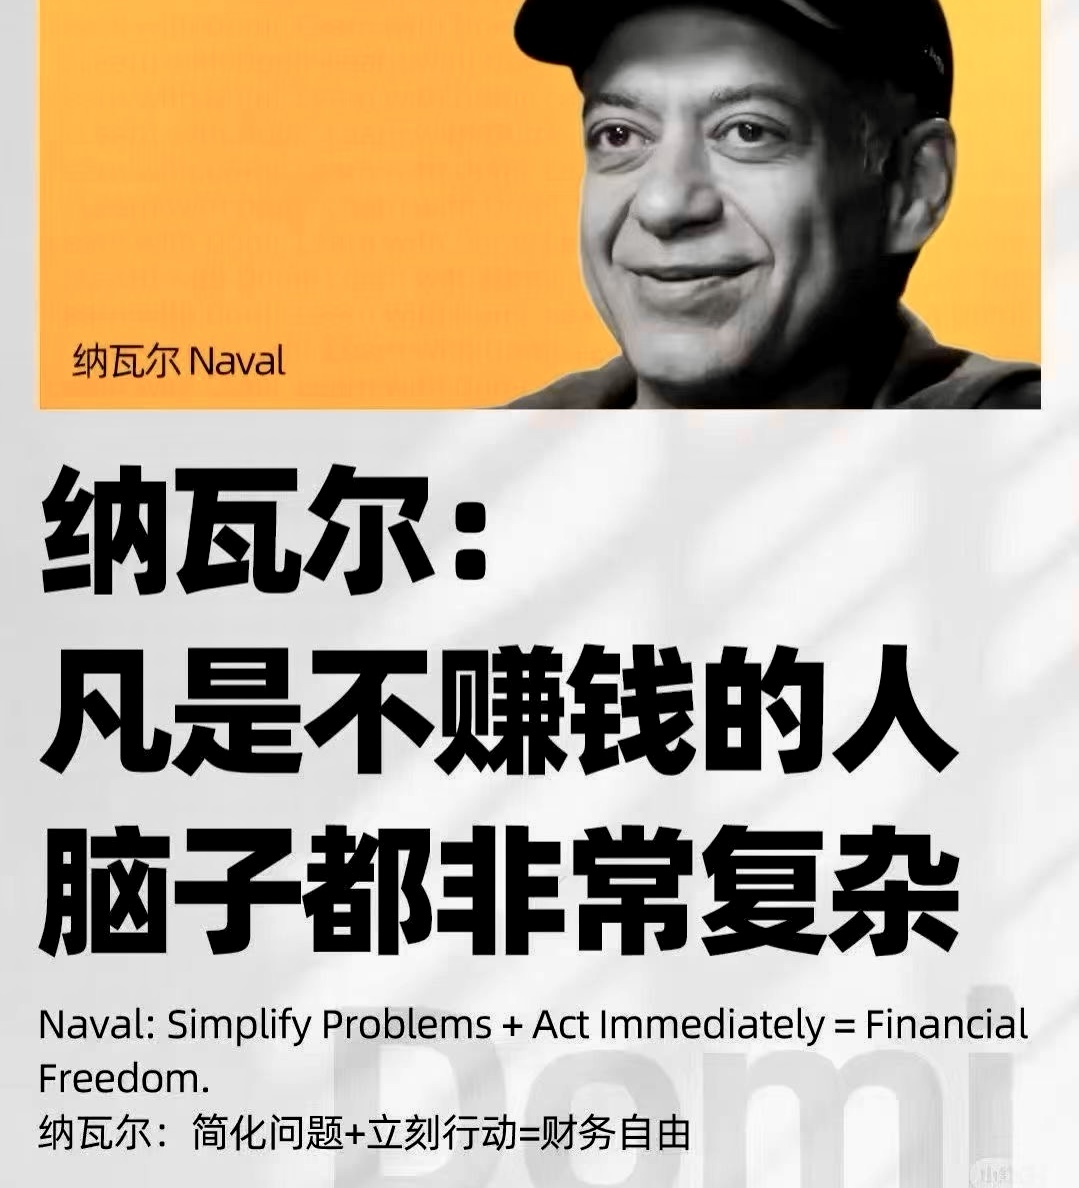 纳瓦尔 Naval
纳瓦尔：
凡是不赚钱的人
脑子都非常复杂
Naval: Simplify Problems + Act Immediately = Financial
Freedom.
纳瓦尔：简化问题+立刻行动=财务自由
Domi